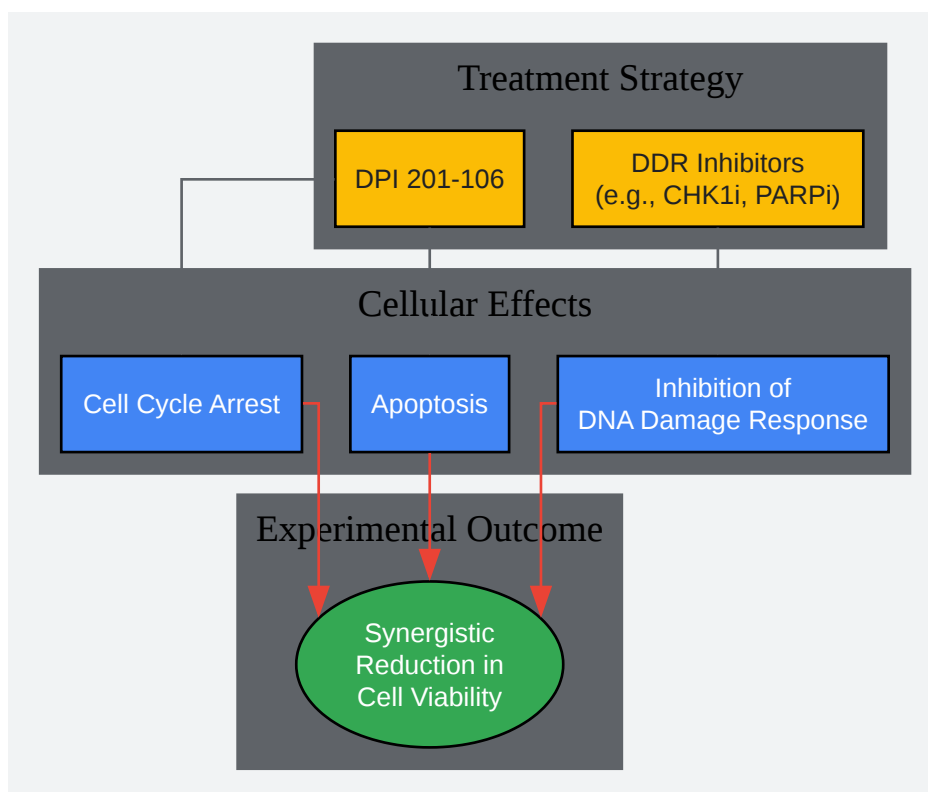 Treatment Strategy
DPI 201-106
DDR Inhibitors
(e.g., CHK1i, PARPi)
Cellular Effects
Cell Cycle Arrest
Apoptosis
Inhibition of
DNA Damage Response
Experimental Outcome
Synergistic
Reduction in
Cell Viability